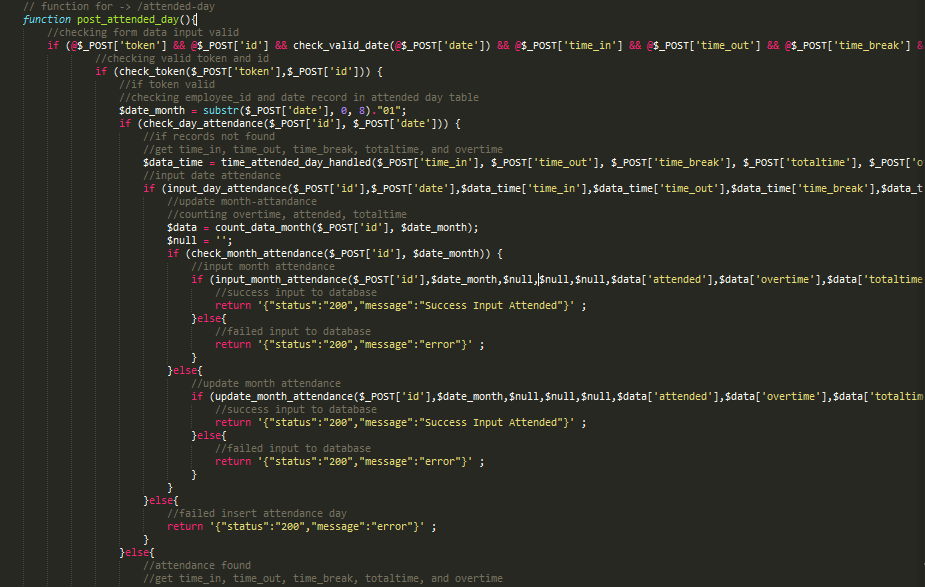 // function for -> /attended-day
function post_attended_day(){
//checking form data input valid
if (@$_POST['token'] && @$_POST['id'] && check_valid_date(@$_POST['date']) && @$_POST['time_in'] && @$_POST['time_out'] && @$_POST['time_break'] &
//checking valid token and id
if (check_token($_POST['token'],$_POST['id'])) {
//if token valid
//checking employee_id and date record in attended day table
$date_month = substr($_POST['date'], 0, 8)."01";
if (check_day_attendance($_POST['id'], $_POST['date'])) {
//if records not found
//get time_in, time_out, time_break, totaltime, and overtime
$data_time = time_attended_day_handled($_POST['time_in'], $_POST['time_out'], $_POST['time_break'], $_POST['totaltime'], $_POST['o
//input date attendance
if (input_day_attendance($_POST['id'],$_POST['date'],$data_time['time_in'],$data_time['time_out'],$data_time['time_break'],$data_t
//update month-attandance
//counting overtime, attended, totaltime
$data = count_data_month($_POST['id'], $date_month);
$null = '';
if (check_month_attendance($_POST['id'], $date_month)) {
//input month attendance
if (input_month_attendance($_POST['id'],$date_month,$null,$null,$null,$data['attended'],$data['overtime'],$data['totaltime
//success input to database
return '{"status":"200","message":"Success Input Attended"}' ;
}else{
//failed input to database
return '{"status":"200","message":"error"}' ;
}
}else{
//update month attendance
if (update_month_attendance($_POST['id'],$date_month,$null,$null,$null,$data['attended'],$data['overtime'],$data['totaltim
//success input to database
return '{"status":"200","message":"Success Input Attended"}' ;
}else{
//failed input to database
return '{"status":"200","message":"error"}' ;
}
}
}else{
//failed insert attendance day
return '{"status":"200","message":"error"}' ;
}
}else{
//attendance found
//get time_in, time_out, time_break, totaltime, and overtime